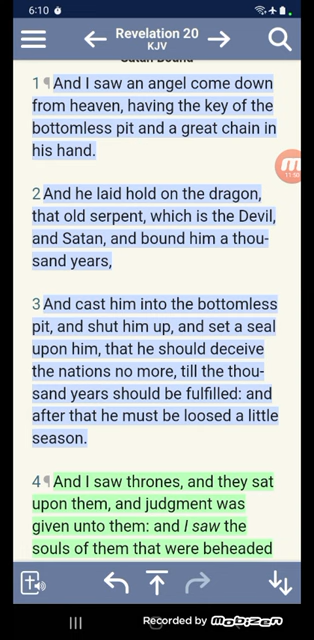 6:10
Revelation 20
KJV
Satan Bound
1 ¶ And I saw an angel come down
from heaven, having the key of the
bottomless pit and a great chain in
his hand.
11:58
2 And he laid hold on the dragon,
that old serpent, which is the Devil,
and Satan, and bound him a thou-
sand years,
3 And cast him into the bottomless
pit, and shut him up, and set a seal
upon him, that he should deceive
the nations no more, till the thou-
sand years should be fulfilled: and
after that he must be loosed a little
season.
4 ¶ And I saw thrones, and they sat
upon them, and judgment was
given unto them: and I saw the
souls of them that were beheaded
Recorded by mobizen